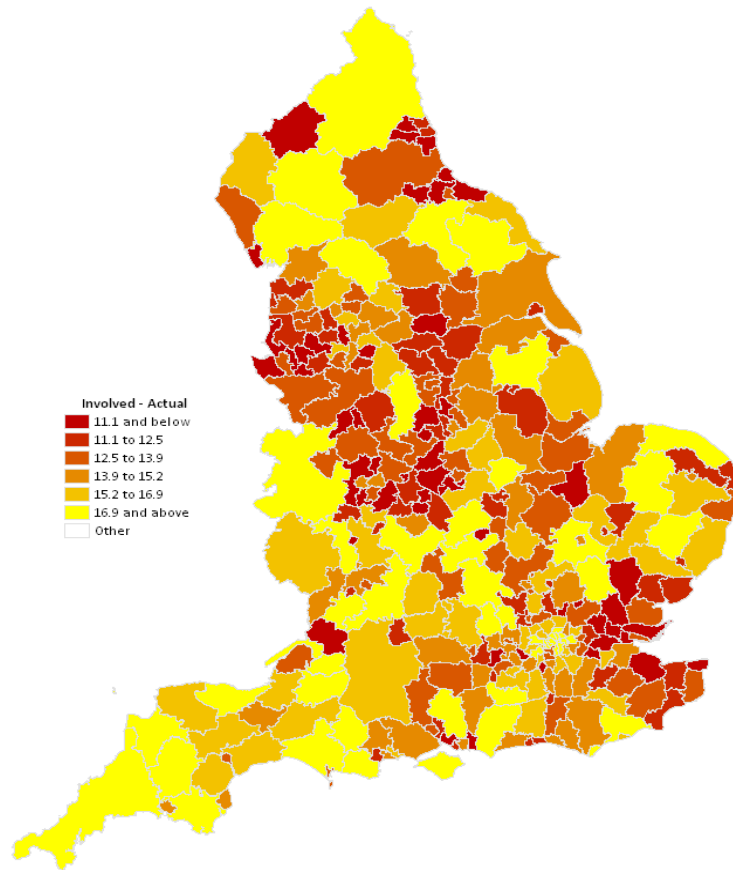 Involved - Actual
11.1 and below
11.1 to 12.5
12.5 to 13.9
13.9 to 15.2
15.2 to 16.9
16.9 and above
Other